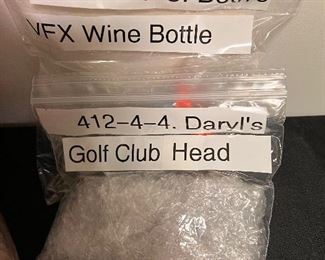 VFX Wine Bottle
412-4-4. Daryl's
Golf Club Head